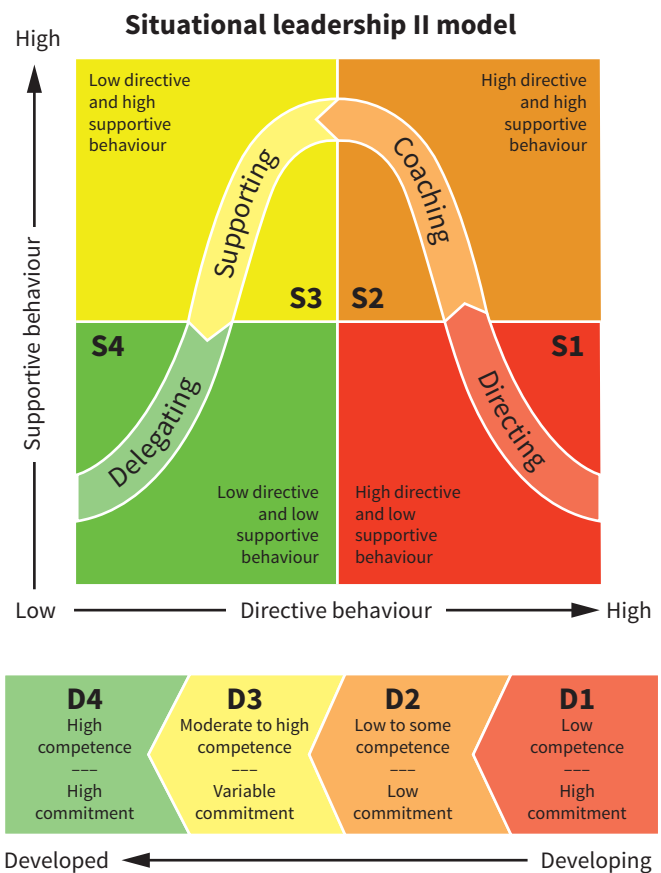 Situational leadership II model
High
Low directive
and high
supportive
behaviour
High directive
and high
supportive
behaviour
Supporting
Coaching
S3
S2
S4
S1
Delegating
Directing
Low directive
and low
supportive
behaviour
High directive
and low
supportive
behaviour
Supportive behaviour
Low
Directive behaviour
High
D4
High
competence
---
High
commitment
D3
Moderate to high
competence
---
Variable
commitment
D2
Low to some
competence
---
Low
commitment
D1
Low
competence
---
High
commitment
Developed
Developing